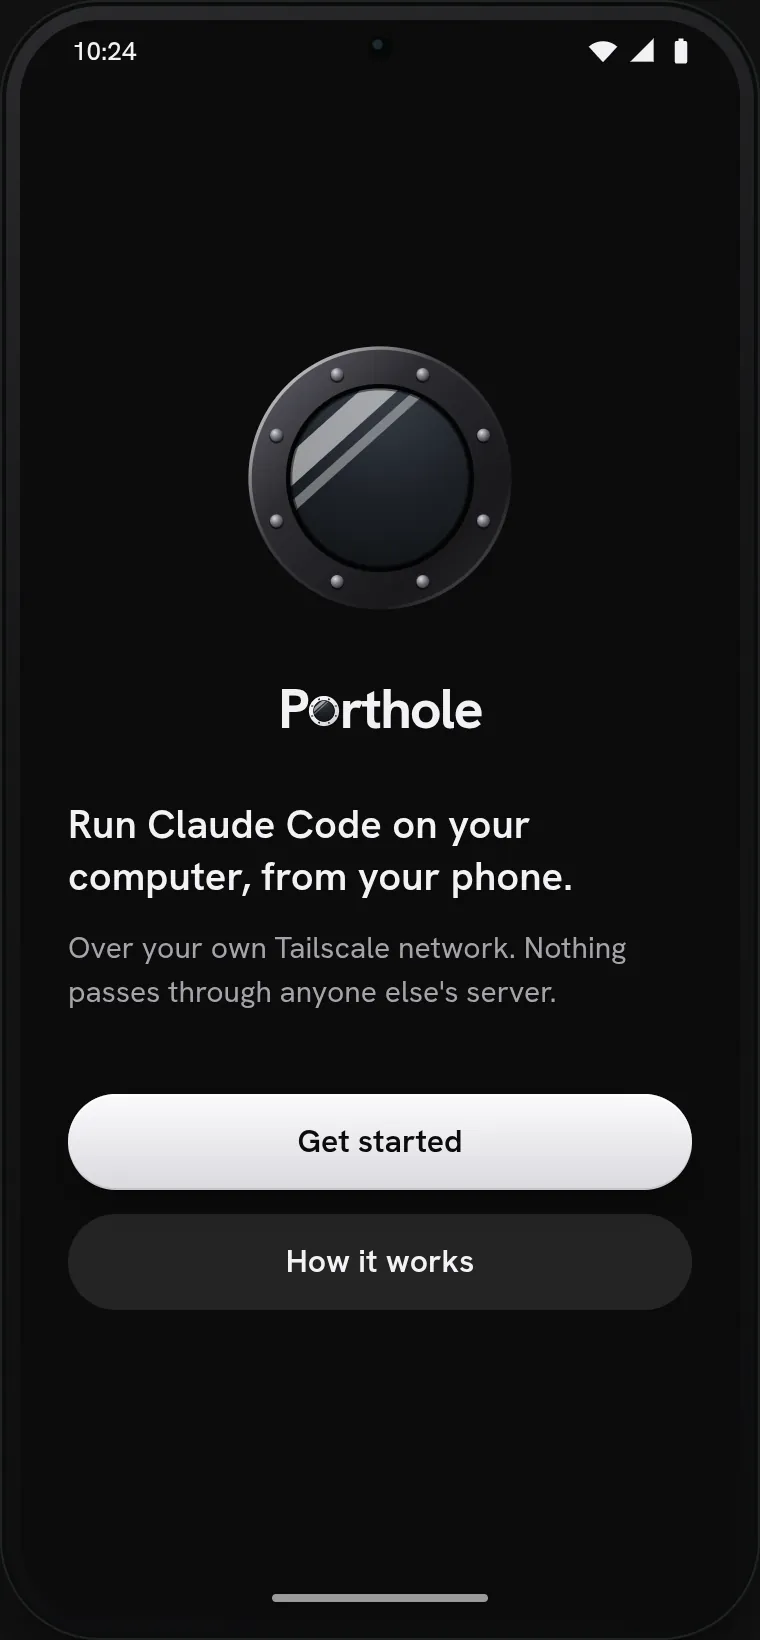 10:24
Porthole
Run Claude Code on your
computer, from your phone.
Over your own Tailscale network. Nothing
passes through anyone else's server.
Get started
How it works